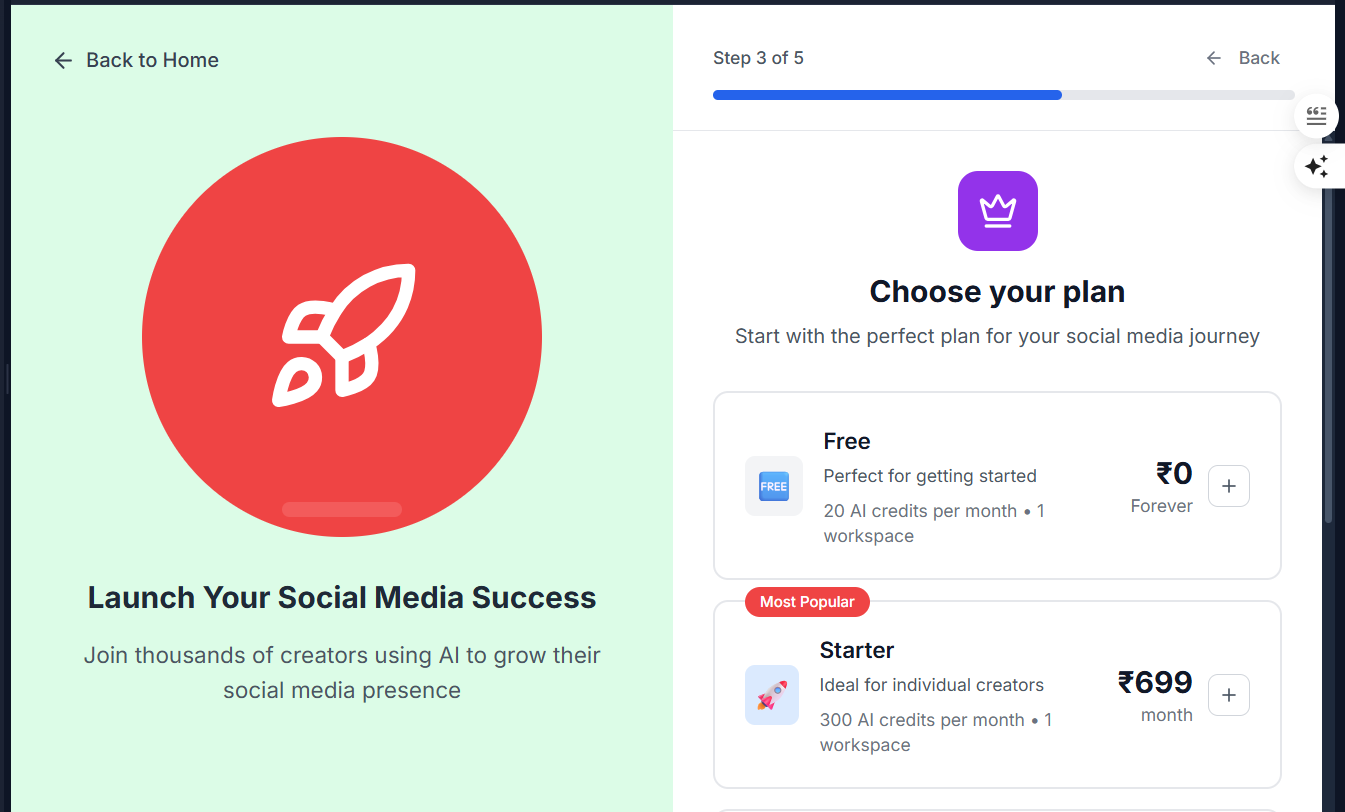 Back to Home
Launch Your Social Media Success
Join thousands of creators using AI to grow their
social media presence
Step 3 of 5
Back
Choose your plan
Start with the perfect plan for your social media journey
FREE
Free
Perfect for getting started
20 AI credits per month • 1
workspace
₹0
Forever
Most Popular
Starter
Ideal for individual creators
300 AI credits per month • 1
workspace
₹699
month